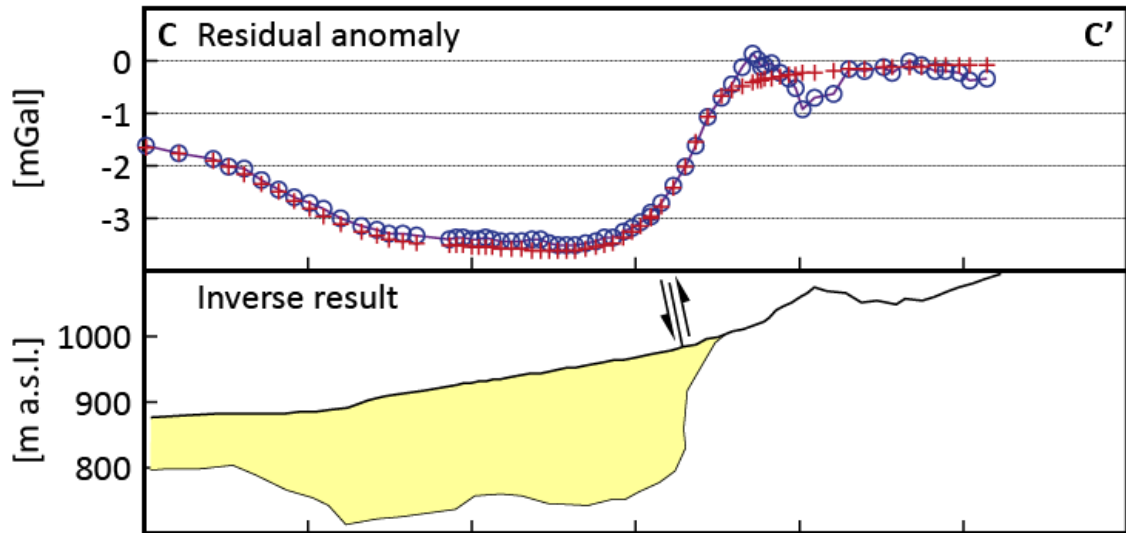 C Residual anomaly C’
0
-1
-2
-3
[mGal]
Inverse result
1000
900
800
[m a.s.l.]